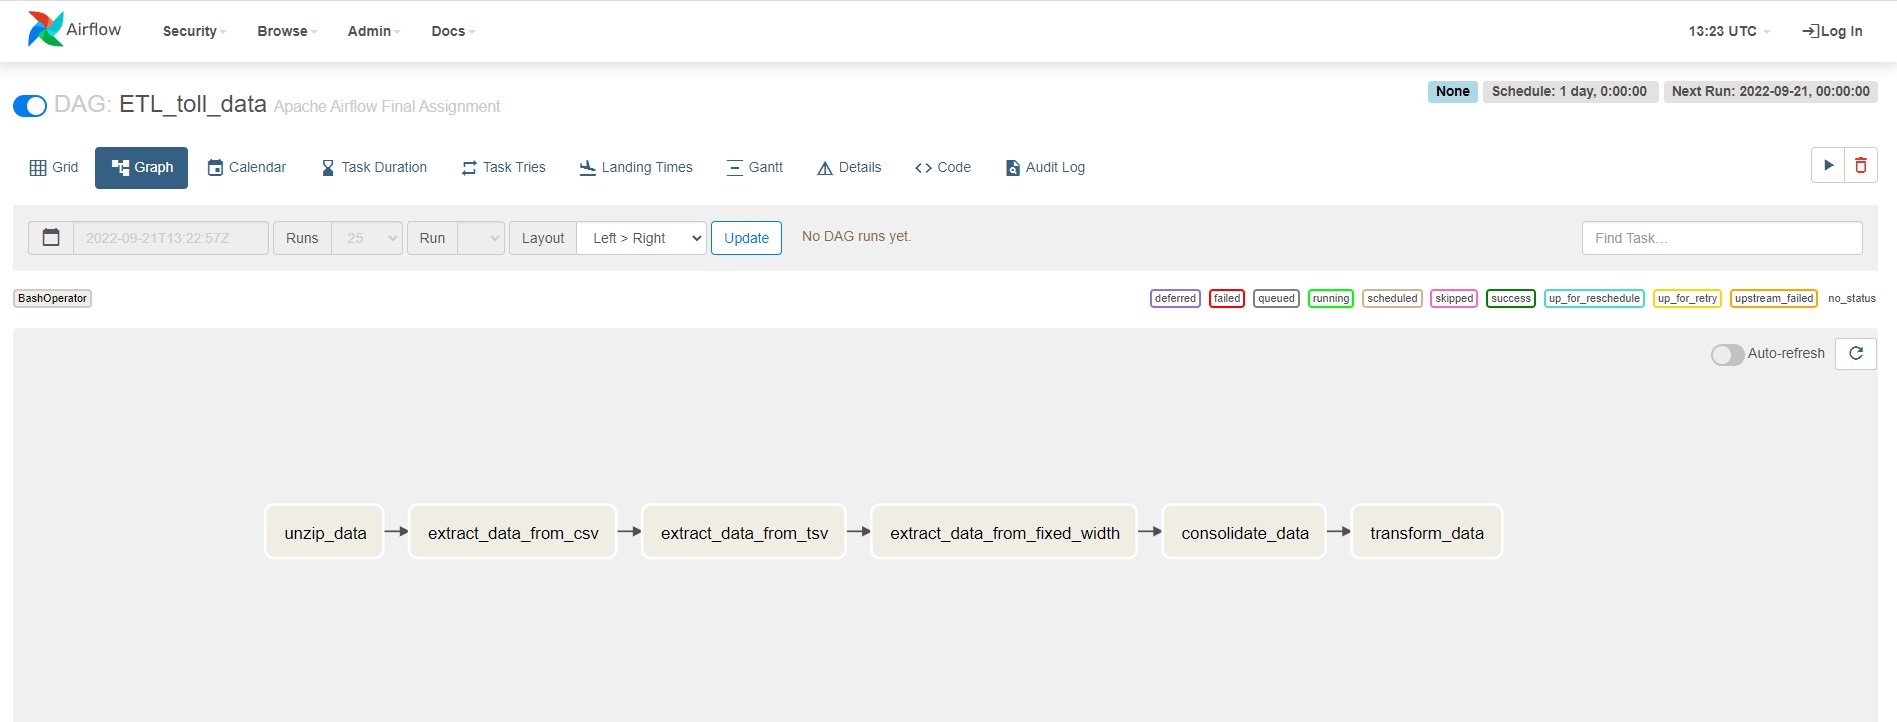 Airflow Security Browse Admin Docs 13:23 UTC Log In
None Schedule: 1 day, 0:00:00 Next Run: 2022-09-21, 00:00:00
DAG: ETL_toll_data Apache Airflow Final Assignment
Grid Graph Calendar Task Duration Task Tries Landing Times Gantt Details Code Audit Log
2022-09-21T13:22:57Z Runs 25 Run Layout Left > Right Update No DAG runs yet. Find Task...
BashOperator deferred failed queued running scheduled skipped success up_for_reschedule up_for_retry upstream_failed no_status
Auto-refresh
unzip_data extract_data_from_csv extract_data_from_tsv extract_data_from_fixed_width consolidate_data transform_data